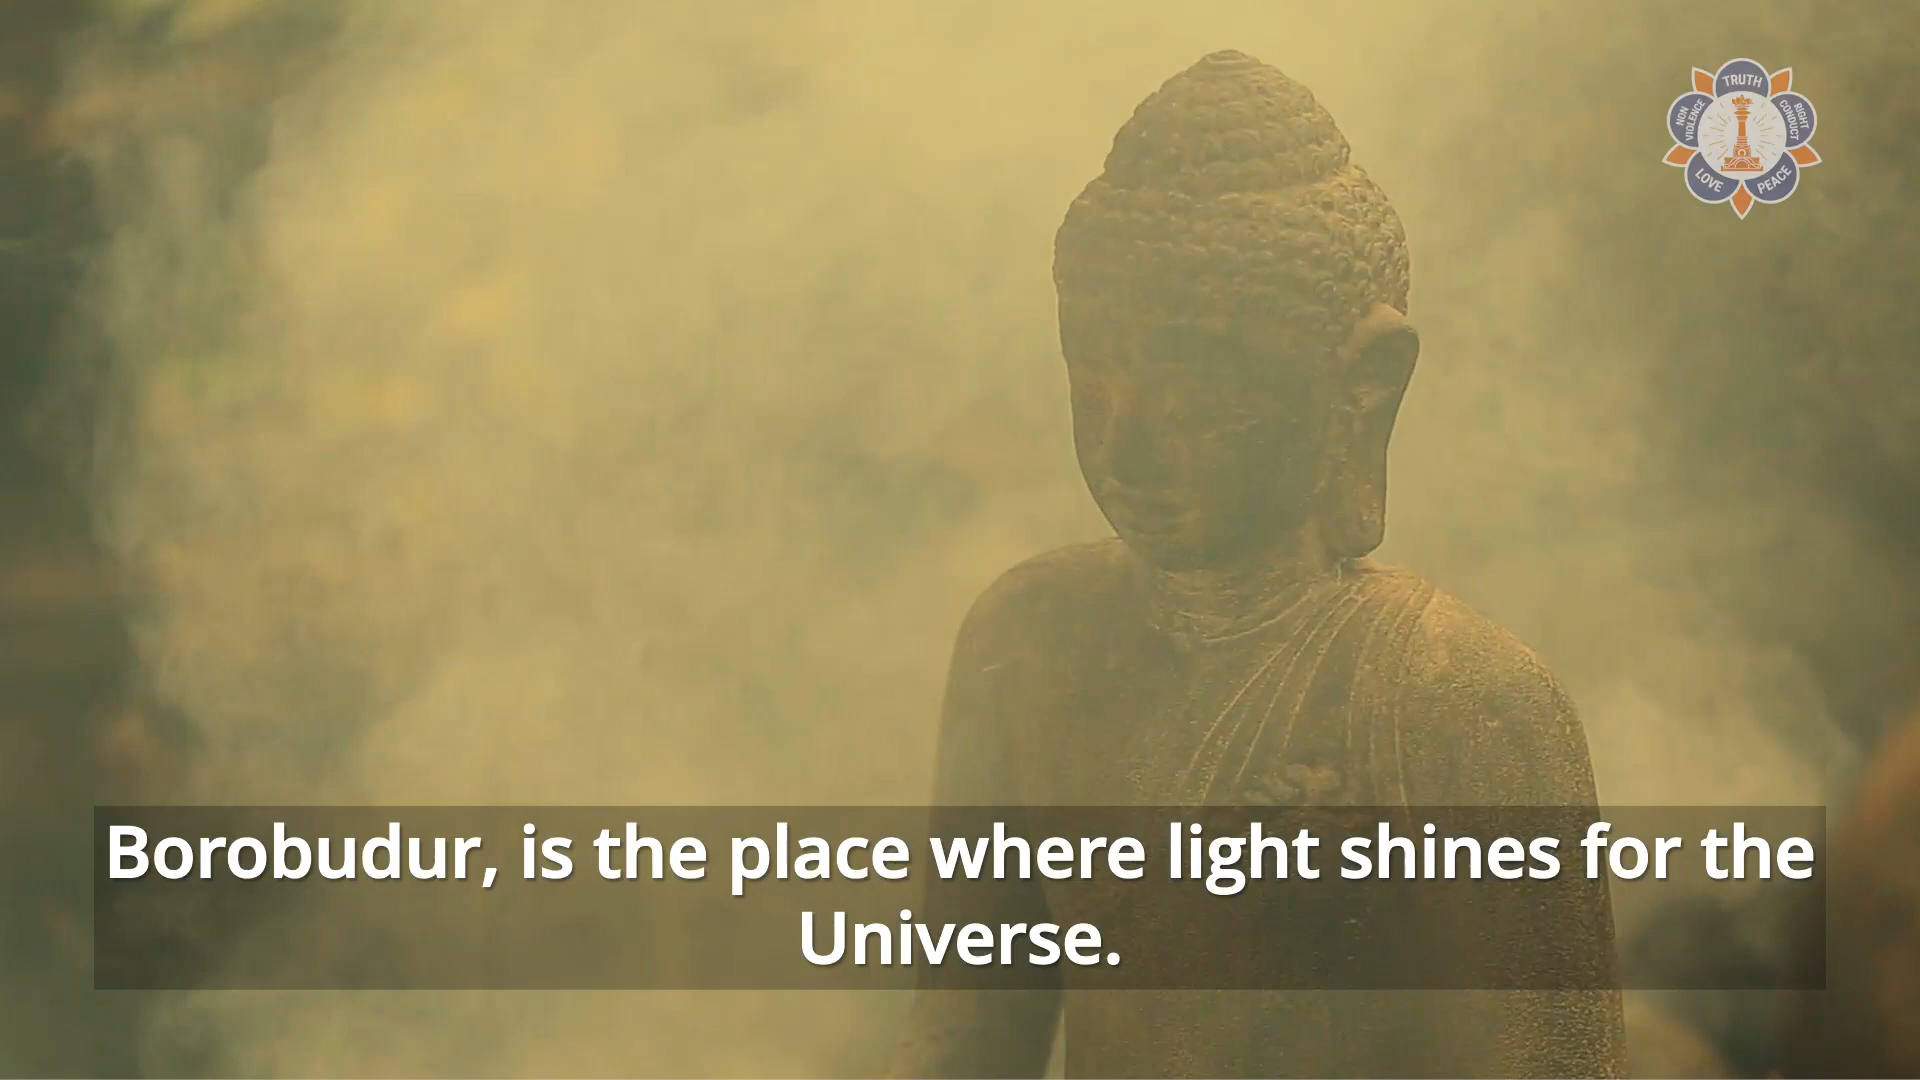 TRUTH
NON
VIOLENCE
RIGHT
CONDUCT
LOVE
PEACE
Borobudur, is the place where light shines for the
Universe.